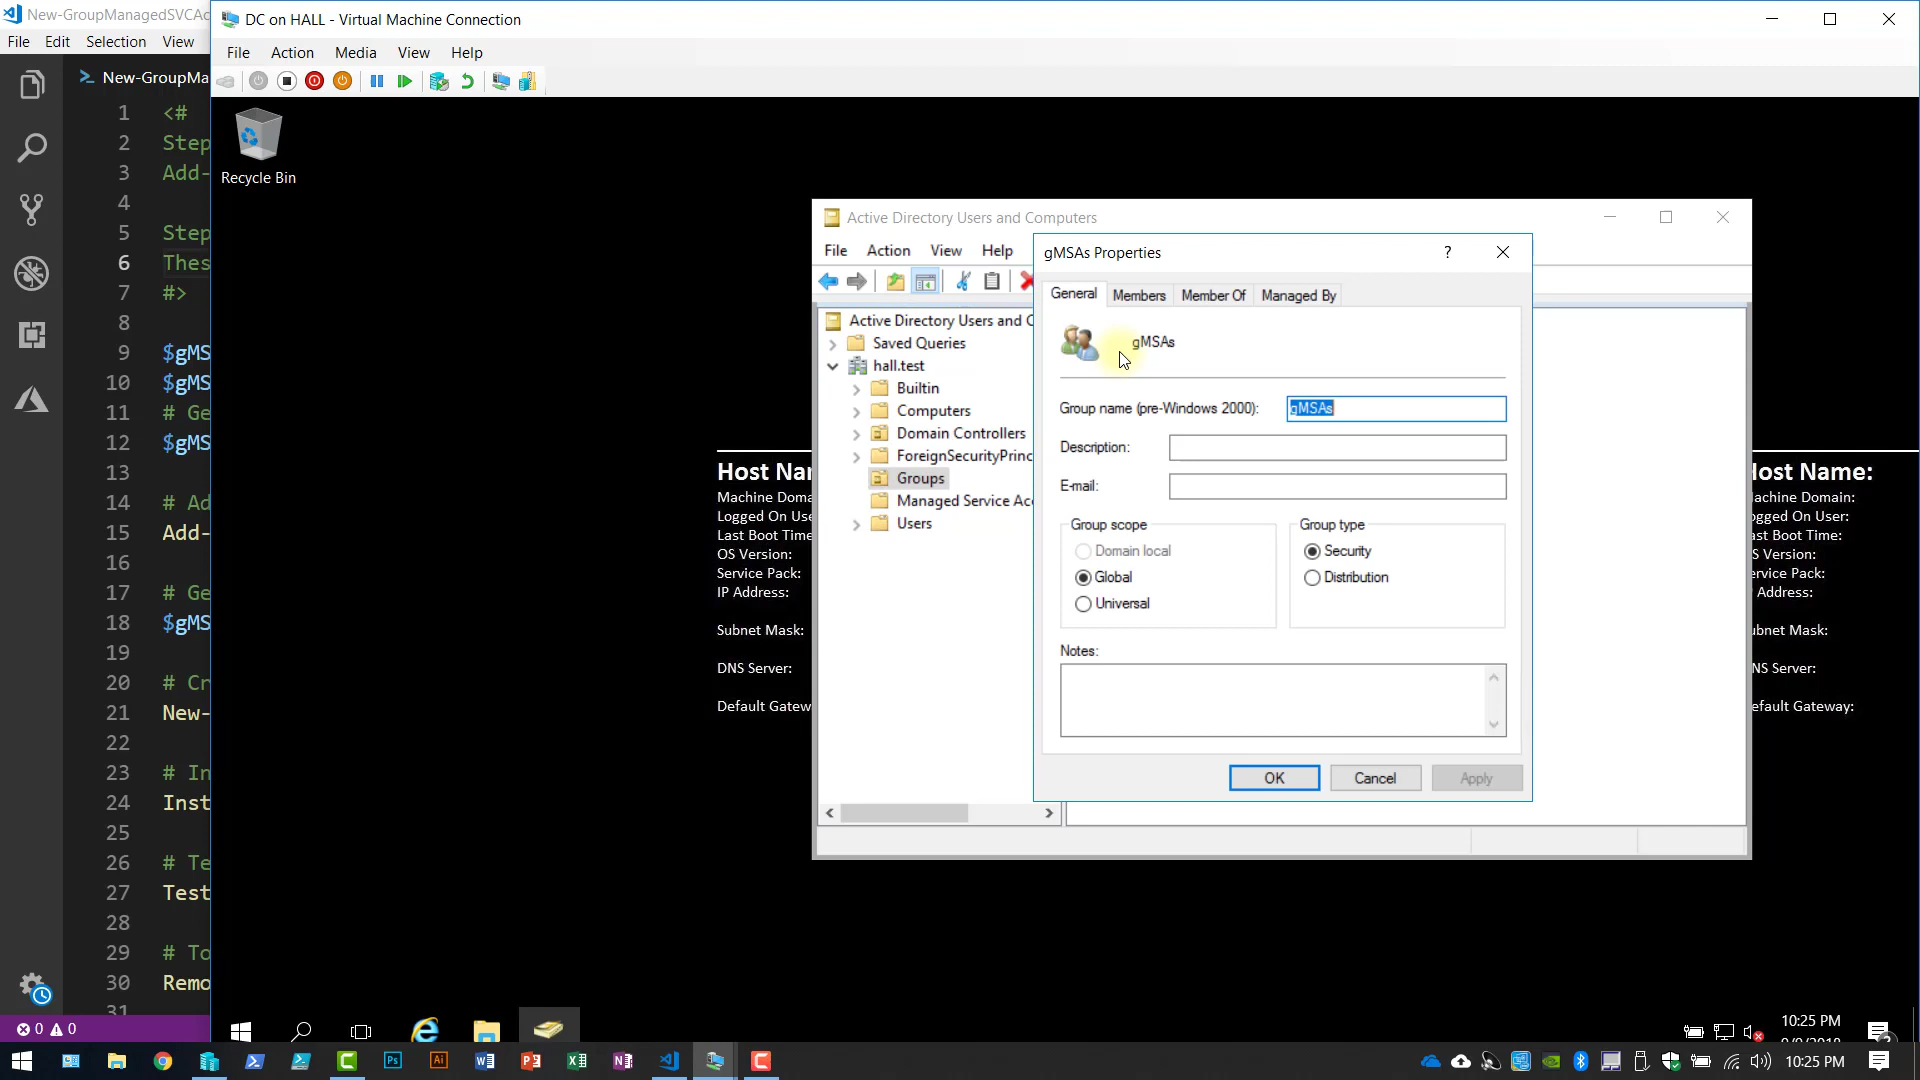 New-GroupManagedSVCAc
File Edit Selection View
New-GroupMa
1 <#
2 Step
3 Add-
4
5 Step
6 Thes
7 #>
8
9 $gMS
10 $gMS
11 # Ge
12 $gMS
13
14 # Ad
15 Add-
16
17 # Ge
18 $gMS
19
20 # Cr
21 New-
22
23 # In
24 Inst
25
26 # Te
27 Test
28
29 # To
30 Remo
31
0 0
DC on HALL - Virtual Machine Connection
File Action Media View Help
Recycle Bin
Host Nan
Machine Doma
Logged On Use
Last Boot Time
OS Version:
Service Pack:
IP Address:
Subnet Mask:
DNS Server:
Default Gatew
Active Directory Users and Computers
File Action View Help
Active Directory Users and C
Saved Queries
hall.test
Builtin
Computers
Domain Controllers
ForeignSecurityPrinc
Groups
Managed Service Acc
Users
gMSAs Properties
?
General Members Member Of Managed By
gMSAs
Group name (pre-Windows 2000): gMSAs
Description:
E-mail:
Group scope
Domain local
Global
Universal
Group type
Security
Distribution
Notes:
OK Cancel Apply
Host Name:
achine Domain:
ogged On User:
ast Boot Time:
S Version:
ervice Pack:
Address:
ubnet Mask:
NS Server:
efault Gateway:
10:25 PM
Ps Ai
10:25 PM